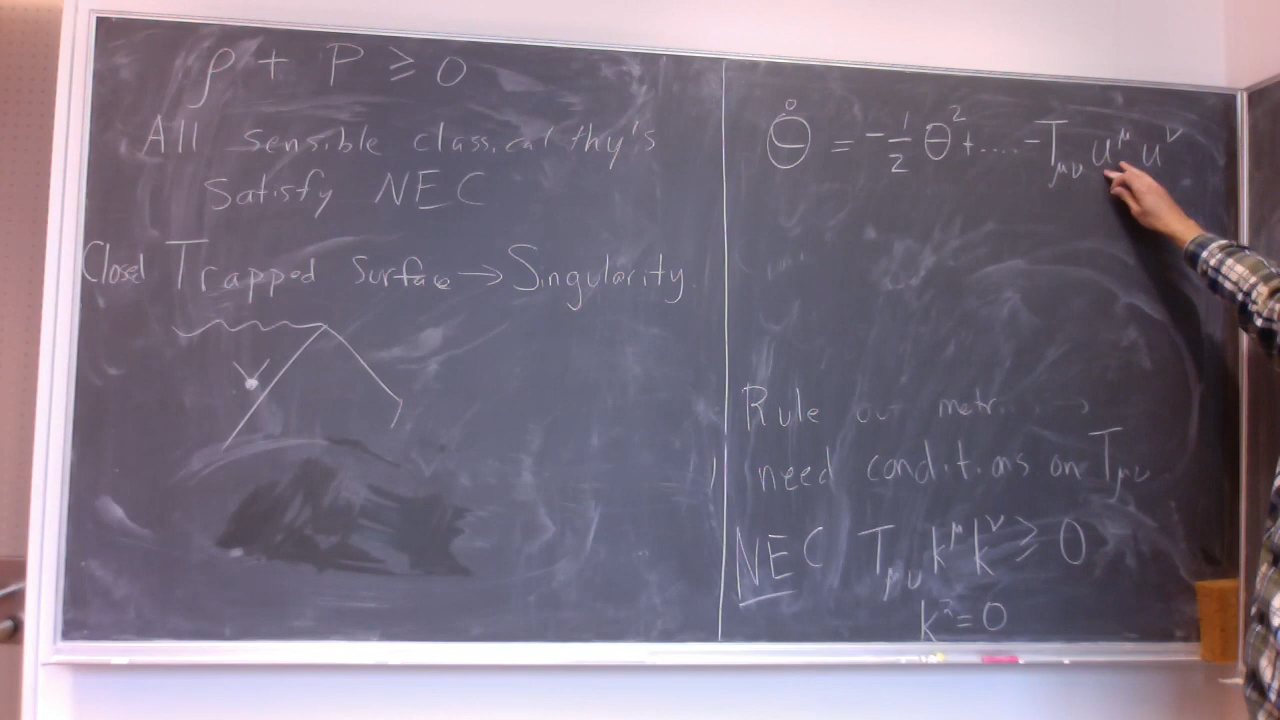 ρ + P ≥ 0
All sensible classical thy's
Satisfy NEC
Closed Trapped Surface → Singularity
Θ̊ = -1/2 Θ² + .... - T_μν u^μ u^ν
Rule out metr... →
need conditions on T_μν
NEC T_μν k^μ k^ν ≥ 0
k² = 0